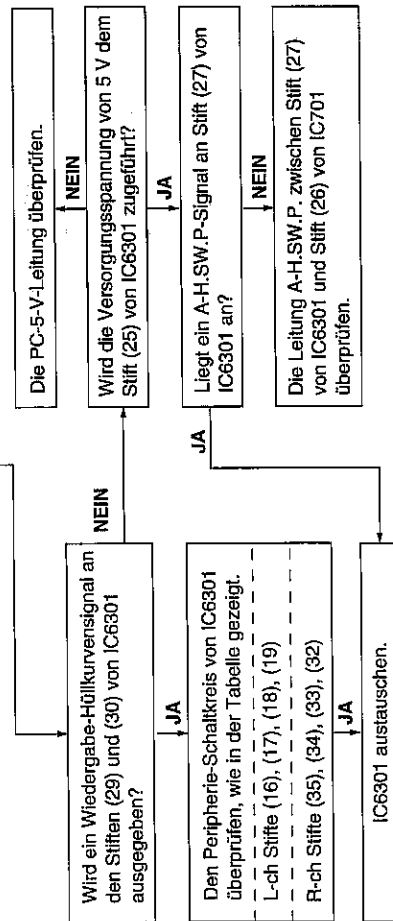 Wird ein Wiedergabe-Hüllkurvensignal an
den Stiften (29) und (30) von IC6301
ausgegeben?
NEIN
JA
Den Peripherie-Schaltkreis von IC6301
überprüfen, wie in der Tabelle gezeigt.
L-ch Stifte (16), (17), (18), (19)
R-ch Stifte (35), (34), (33), (32)
JA
IC6301 austauschen.
Die PC-5-V-Leitung überprüfen.
NEIN
Wird die Versorgungsspannung von 5 V dem
Stift (25) von IC6301 zugeführt?
JA
Liegt ein A-H.SW.P-Signal an Stift (27) von
IC6301 an?
JA
NEIN
Die Leitung A-H.SW.P. zwischen Stift (27)
von IC6301 und Stift (26) von IC701
überprüfen.